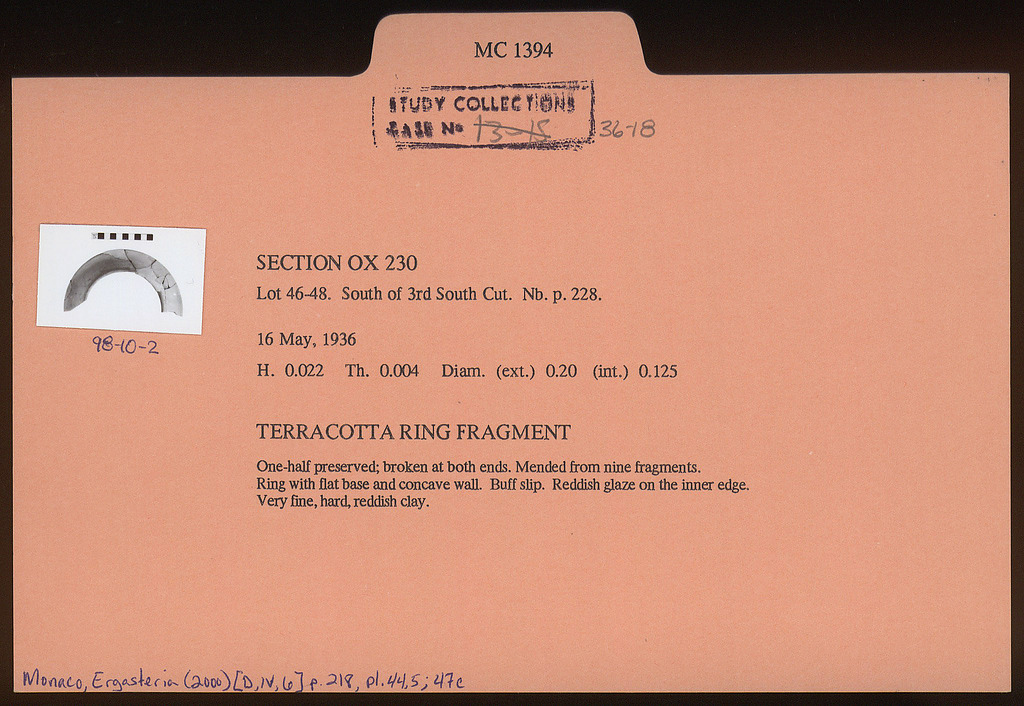 MC 1394
STUDY COLLECTIONS
CASE No 13-15 36-18
SECTION OX 230
Lot 46-48. South of 3rd South Cut. Nb. p. 228.
98-10-2
16 May, 1936
H. 0.022 Th. 0.004 Diam. (ext.) 0.20 (int.) 0.125
TERRACOTTA RING FRAGMENT
One-half preserved; broken at both ends. Mended from nine fragments.
Ring with flat base and concave wall. Buff slip. Reddish glaze on the inner edge.
Very fine, hard, reddish clay.
Monaco, Ergasteria (2000) [D, IV, 6] p. 218, pl. 44,5; 47c